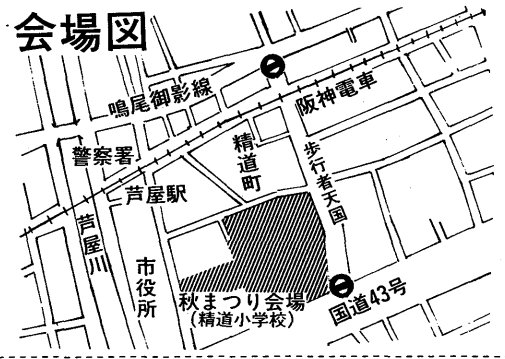 会場図
鳴尾御影線
阪神電車
警察署
精道町
歩行者天国
芦屋駅
芦屋川
市役所
秋まつり会場
(精道小学校)
国道43号